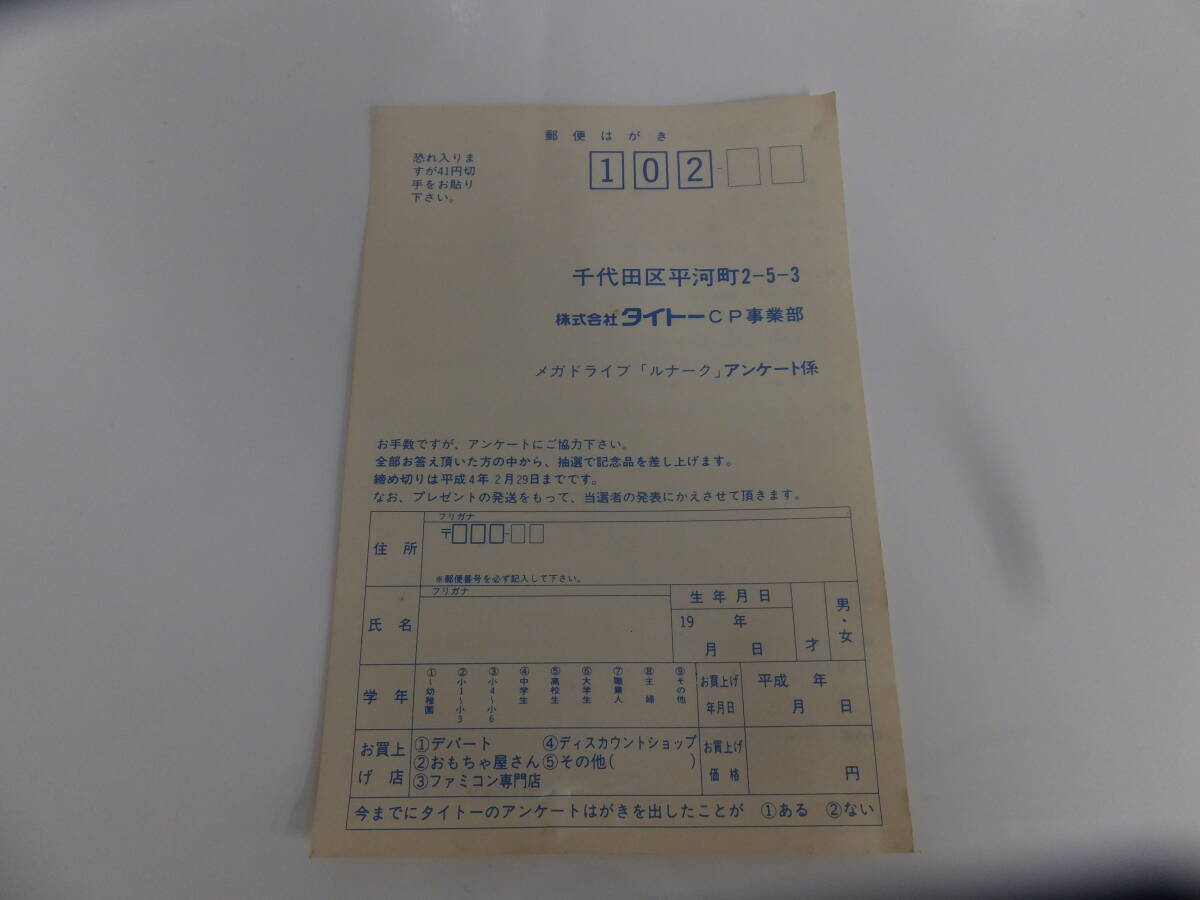 郵便はがき
恐れ入りま
すが41円切
手をお貼り
下さい。
102-
千代田区平河町2-5-3
株式会社タイトーCP事業部
メガドライブ「ルナーク」アンケート係
お手数ですが、アンケートにご協力下さい。
全部お答え頂いた方の中から、抽選で記念品を差し上げます。
締め切りは平成4年2月29日までです。
なお、プレゼントの発送をもって、当選者の発表にかえさせて頂きます。
住所
フリガナ
〒 -
※郵便番号を必ず記入して下さい。
氏名
フリガナ
生年月日
19 年
月 日
才
男・女
学年
①〜幼稚園
②小1〜小3
③小4〜小6
④中学生
⑤高校生
⑥大学生
⑦職業人
⑧主婦
⑨その他
お買上げ
年月日
平成 年
月 日
お買上
げ店
①デパート ④ディスカウントショップ
②おもちゃ屋さん⑤その他( )
③ファミコン専門店
お買上げ
価格
円
今までにタイトーのアンケートはがきを出したことが ①ある ②ない